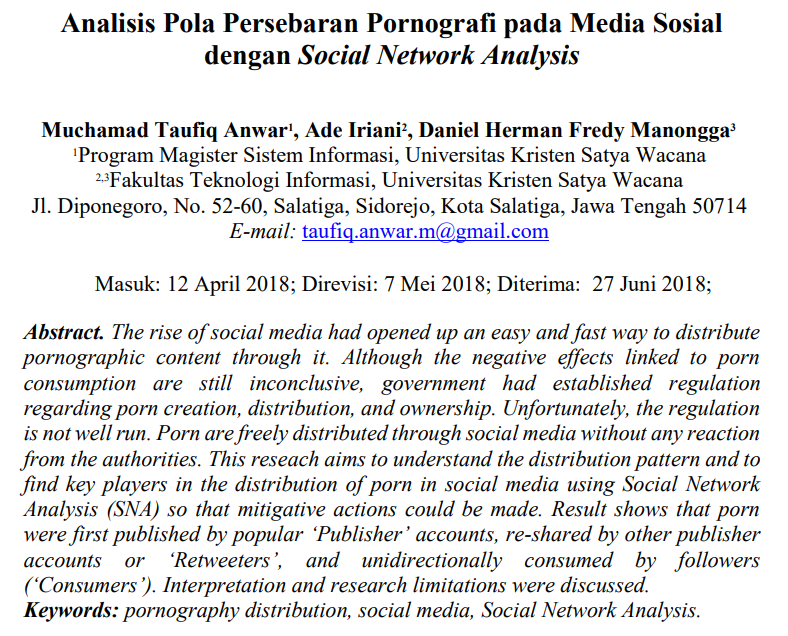 Analisis Pola Persebaran Pornografi pada Media Sosial
dengan Social Network Analysis
Muchamad Taufiq Anwar¹, Ade Iriani², Daniel Herman Fredy Manongga³
¹Program Magister Sistem Informasi, Universitas Kristen Satya Wacana
²,³Fakultas Teknologi Informasi, Universitas Kristen Satya Wacana
Jl. Diponegoro, No. 52-60, Salatiga, Sidorejo, Kota Salatiga, Jawa Tengah 50714
E-mail: taufiq.anwar.m@gmail.com
Masuk: 12 April 2018; Direvisi: 7 Mei 2018; Diterima: 27 Juni 2018;
Abstract. The rise of social media had opened up an easy and fast way to distribute
pornographic content through it. Although the negative effects linked to porn
consumption are still inconclusive, government had established regulation
regarding porn creation, distribution, and ownership. Unfortunately, the regulation
is not well run. Porn are freely distributed through social media without any reaction
from the authorities. This reseach aims to understand the distribution pattern and to
find key players in the distribution of porn in social media using Social Network
Analysis (SNA) so that mitigative actions could be made. Result shows that porn
were first published by popular ‘Publisher’ accounts, re-shared by other publisher
accounts or ‘Retweeters’, and unidirectionally consumed by followers
(‘Consumers’). Interpretation and research limitations were discussed.
Keywords: pornography distribution, social media, Social Network Analysis.